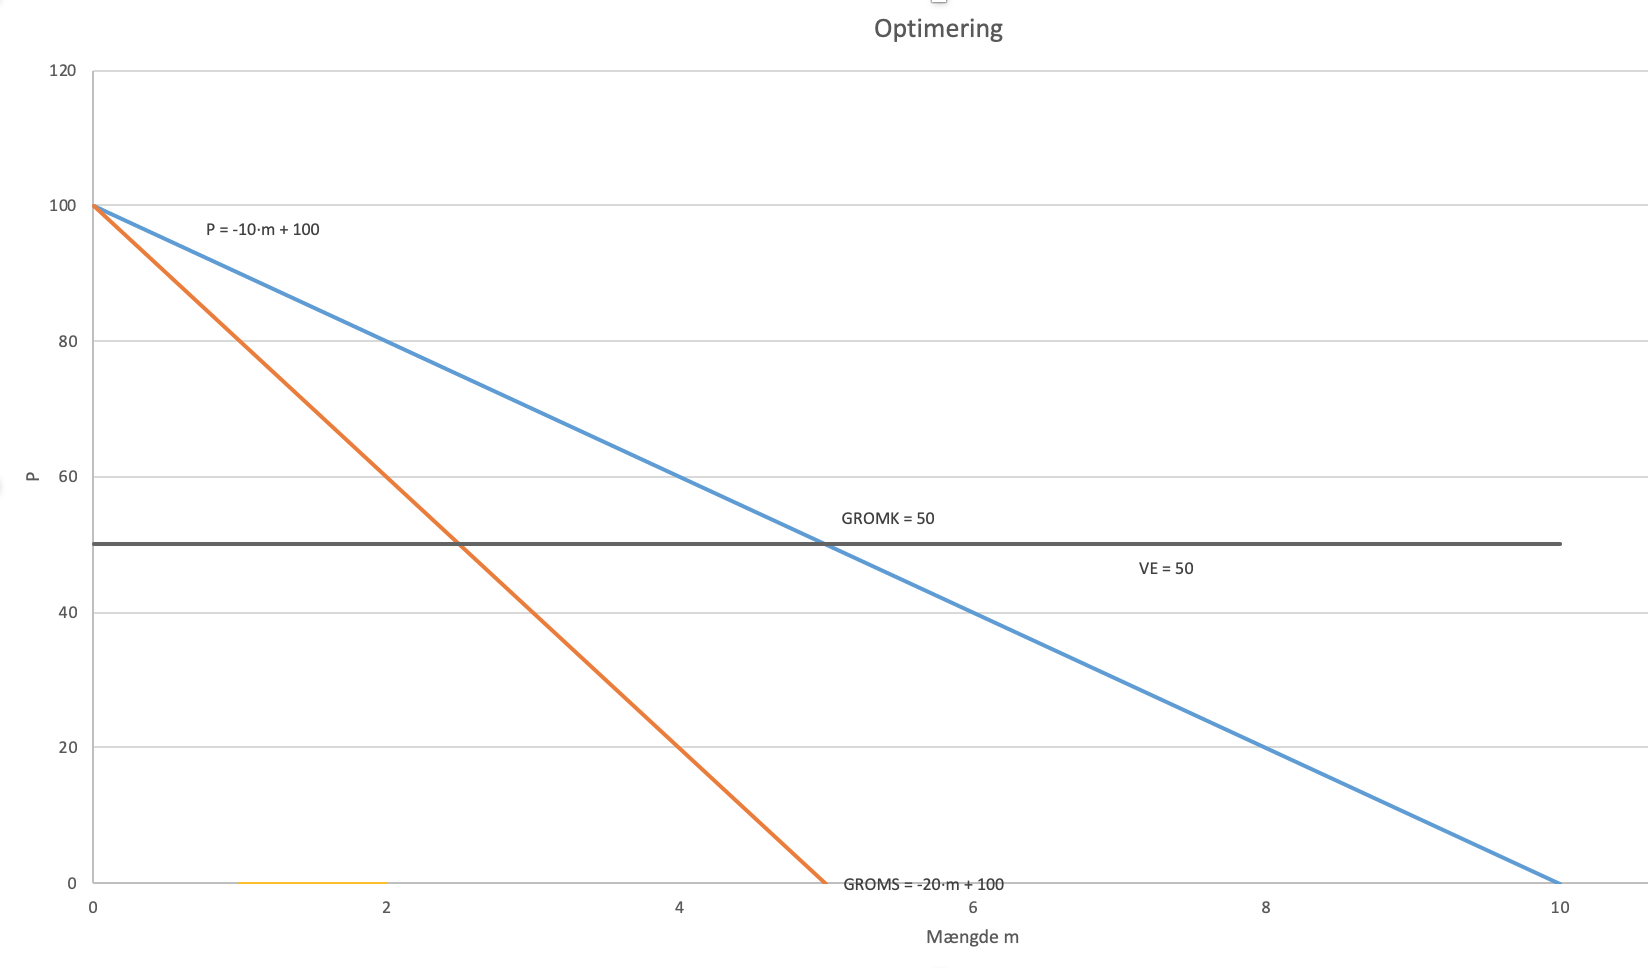 Optimering
120
100
P = -10·m + 100
80
60
P
GROMK = 50
VE = 50
40
20
0
GROMS = -20·m + 100
0 2 4 6 8 10
Mængde m